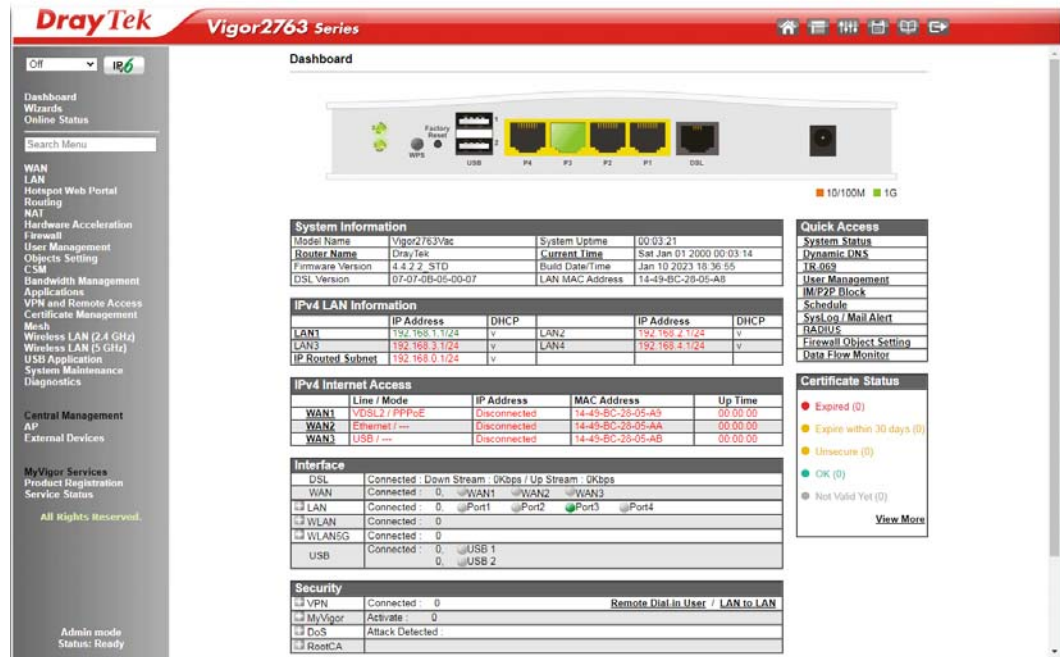 DrayTek Vigor2763 Series
Off IPv6
Dashboard
Wizards
Online Status
Search Menu
WAN
LAN
Hotspot Web Portal
Routing
NAT
Hardware Acceleration
Firewall
User Management
Objects Setting
CSM
Bandwidth Management
Applications
VPN and Remote Access
Certificate Management
Mesh
Wireless LAN (2.4 GHz)
Wireless LAN (5 GHz)
USB Application
System Maintenance
Diagnostics
Central Management
AP
External Devices
MyVigor Services
Product Registration
Service Status
All Rights Reserved.
Admin mode
Status: Ready
Dashboard
Factory
Reset
WPS
1
2
USB P4 P3 P2 P1 DSL
10/100M 1G
System Information
Model Name Vigor2763Vac System Uptime 00:03:21
Router Name DrayTek Current Time Sat Jan 01 2000 00:03:14
Firmware Version 4.4.2.2_STD Build Date/Time Jan 10 2023 18:36:55
DSL Version 07-07-0B-05-00-07 LAN MAC Address 14-49-BC-28-05-A8
IPv4 LAN Information
IP Address DHCP IP Address DHCP
LAN1 192.168.1.1/24 v LAN2 192.168.2.1/24 v
LAN3 192.168.3.1/24 v LAN4 192.168.4.1/24 v
IP Routed Subnet 192.168.0.1/24 v
IPv4 Internet Access
Line / Mode IP Address MAC Address Up Time
WAN1 VDSL2 / PPPoE Disconnected 14-49-BC-28-05-A9 00:00:00
WAN2 Ethernet / --- Disconnected 14-49-BC-28-05-AA 00:00:00
WAN3 USB / --- Disconnected 14-49-BC-28-05-AB 00:00:00
Interface
DSL Connected : Down Stream : 0Kbps / Up Stream : 0Kbps
WAN Connected : 0, WAN1 WAN2 WAN3
LAN Connected : 0, Port1 Port2 Port3 Port4
WLAN Connected : 0
WLAN5G Connected : 0
USB Connected : 0, USB 1
0, USB 2
Security
VPN Connected : 0 Remote Dial-in User / LAN to LAN
MyVigor Activate : 0
DoS Attack Detected :
RootCA
Quick Access
System Status
Dynamic DNS
TR-069
User Management
IM/P2P Block
Schedule
SysLog / Mail Alert
RADIUS
Firewall Object Setting
Data Flow Monitor
Certificate Status
Expired (0)
Expire within 30 days (0)
Unsecure (0)
OK (0)
Not Valid Yet (0)
View More